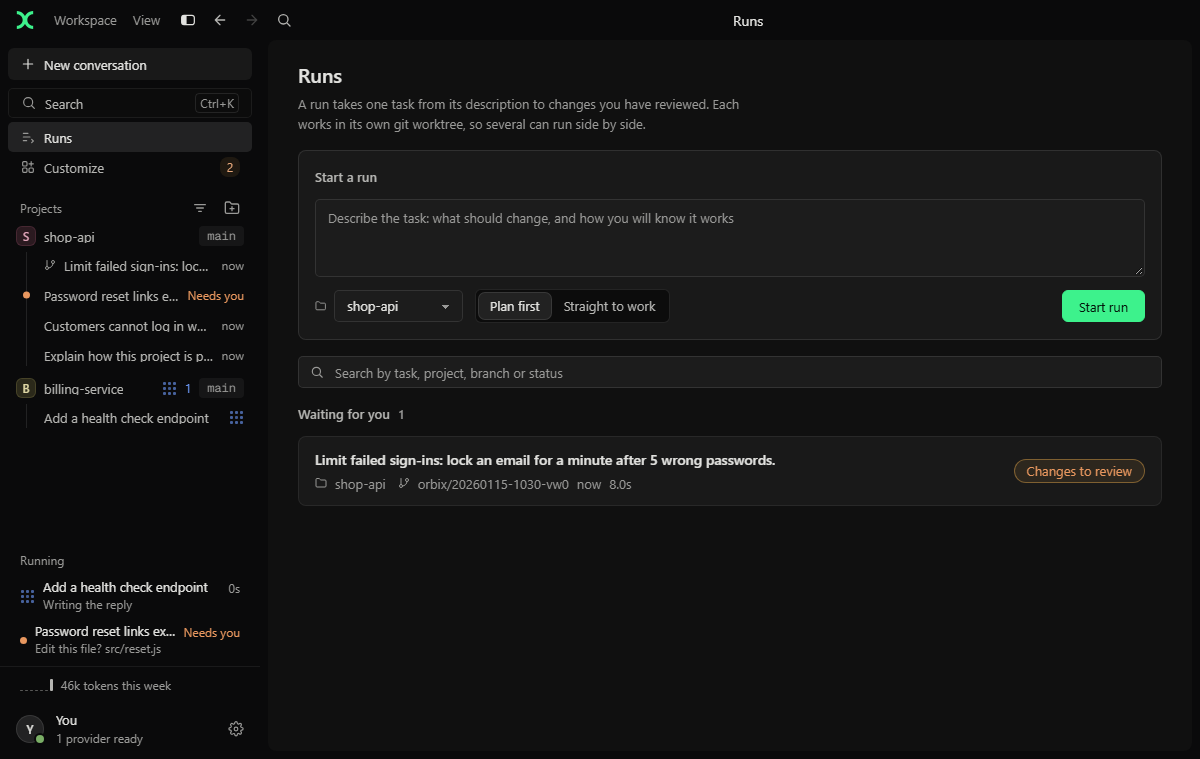 Workspace View
Runs
New conversation
Search Ctrl+K
Runs
Customize 2
Projects
S shop-api main
Limit failed sign-ins: loc... now
Password reset links e... Needs you
Customers cannot log in w... now
Explain how this project is p... now
B billing-service 1 main
Add a health check endpoint
Running
Add a health check endpoint 0s
Writing the reply
Password reset links ex... Needs you
Edit this file? src/reset.js
46k tokens this week
Y You
1 provider ready
Runs
A run takes one task from its description to changes you have reviewed. Each
works in its own git worktree, so several can run side by side.
Start a run
Describe the task: what should change, and how you will know it works
shop-api Plan first Straight to work Start run
Search by task, project, branch or status
Waiting for you 1
Limit failed sign-ins: lock an email for a minute after 5 wrong passwords.
shop-api orbix/20260115-1030-vw0 now 8.0s
Changes to review